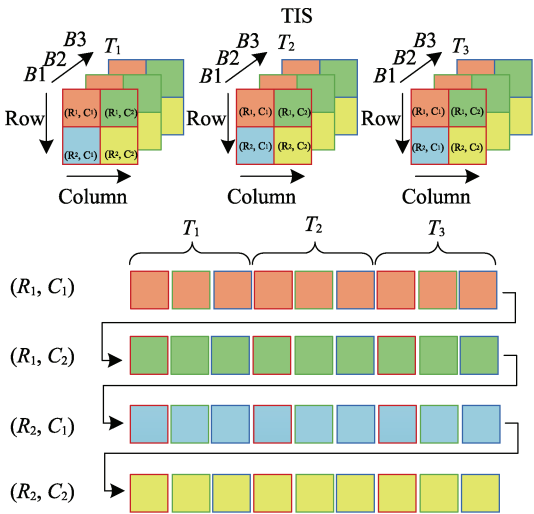 TIS
B1 B2 B3 T1
B1 B2 B3 T2
B1 B2 B3 T3
Row
(R1, C1) (R1, C2)
(R2, C1) (R2, C2)
Column
Row
(R1, C1) (R1, C2)
(R2, C1) (R2, C2)
Column
Row
(R1, C1) (R1, C2)
(R2, C1) (R2, C2)
Column
T1 T2 T3
(R1, C1)
(R1, C2)
(R2, C1)
(R2, C2)